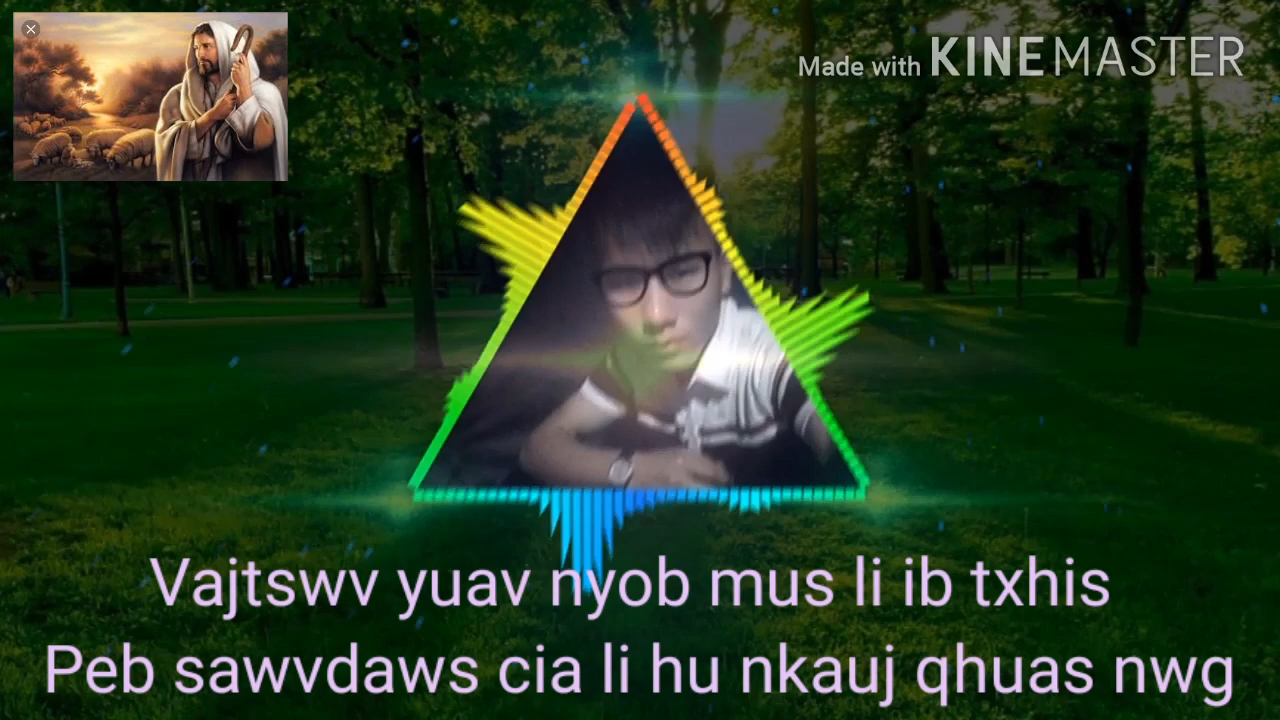 Made with KINEMASTER
Vajtswv yuav nyob mus li ib txhis
Peb sawvdaws cia li hu nkauj qhuas nwg